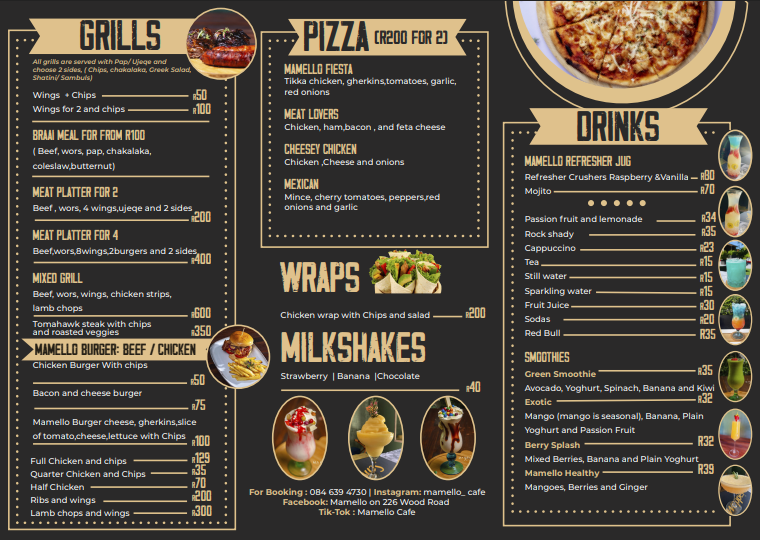 GRILLS
All grills are served with Pap/ Ujeqe and
choose 2 sides, ( Chips, chakalaka, Greek Salad,
Shatini/ Sambuls)
Wings + Chips R50
Wings for 2 and chips R100
BRAAI MEAL FOR FROM R100
( Beef, wors, pap, chakalaka,
coleslaw,butternut)
MEAT PLATTER FOR 2
Beef , wors, 4 wings,ujeqe and 2 sides
R200
MEAT PLATTER FOR 4
Beef,wors,8wings,2burgers and 2 sides
R400
MIXED GRILL
Beef, wors, wings, chicken strips,
lamb chops
R600
Tomahawk steak with chips
and roasted veggies R350
MAMELLO BURGER: BEEF / CHICKEN
Chicken Burger With chips
R50
Bacon and cheese burger
R75
Mamello Burger cheese, gherkins,slice
of tomato,cheese,lettuce with Chips
R100
Full Chicken and chips R129
Quarter Chicken and Chips R35
Half Chicken R70
Ribs and wings R200
Lamb chops and wings R300
PIZZA (R200 FOR 2)
MAMELLO FIESTA
Tikka chicken, gherkins,tomatoes, garlic,
red onions
MEAT LOVERS
Chicken, ham,bacon , and feta cheese
CHEESEY CHICKEN
Chicken ,Cheese and onions
MEXICAN
Mince, cherry tomatoes, peppers,red
onions and garlic
WRAPS
Chicken wrap with Chips and salad R200
MILKSHAKES
Strawberry | Banana |Chocolate
R40
For Booking : 084 639 4730 | Instagram: mamello_ cafe
Facebook: Mamello on 226 Wood Road
Tik-Tok : Mamello Cafe
DRINKS
MAMELLO REFRESHER JUG
Refresher Crushers Raspberry &Vanilla R80
Mojito R70
Passion fruit and lemonade R34
Rock shady R35
Cappuccino R23
Tea R15
Still water R15
Sparkling water R15
Fruit Juice R30
Sodas R20
Red Bull R35
SMOOTHIES
Green Smoothie R35
Avocado, Yoghurt, Spinach, Banana and Kiwi
Exotic R32
Mango (mango is seasonal), Banana, Plain
Yoghurt and Passion Fruit
Berry Splash R32
Mixed Berries, Banana and Plain Yoghurt
Mamello Healthy R39
Mangoes, Berries and Ginger